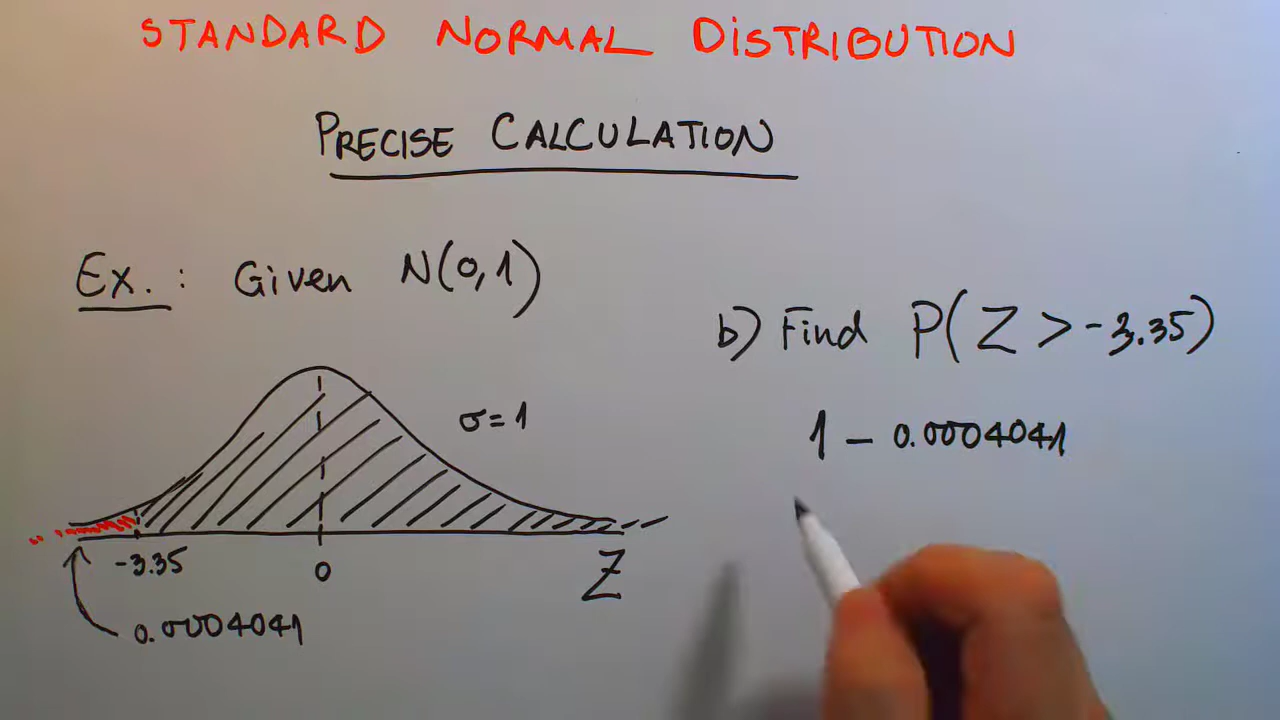 STANDARD NORMAL DISTRIBUTION
PRECISE CALCULATION
Ex. : Given N(0,1)
b) Find P(Z > -3.35)
σ=1
1 - 0.0004041
-3.35
0
Z
0.0004041